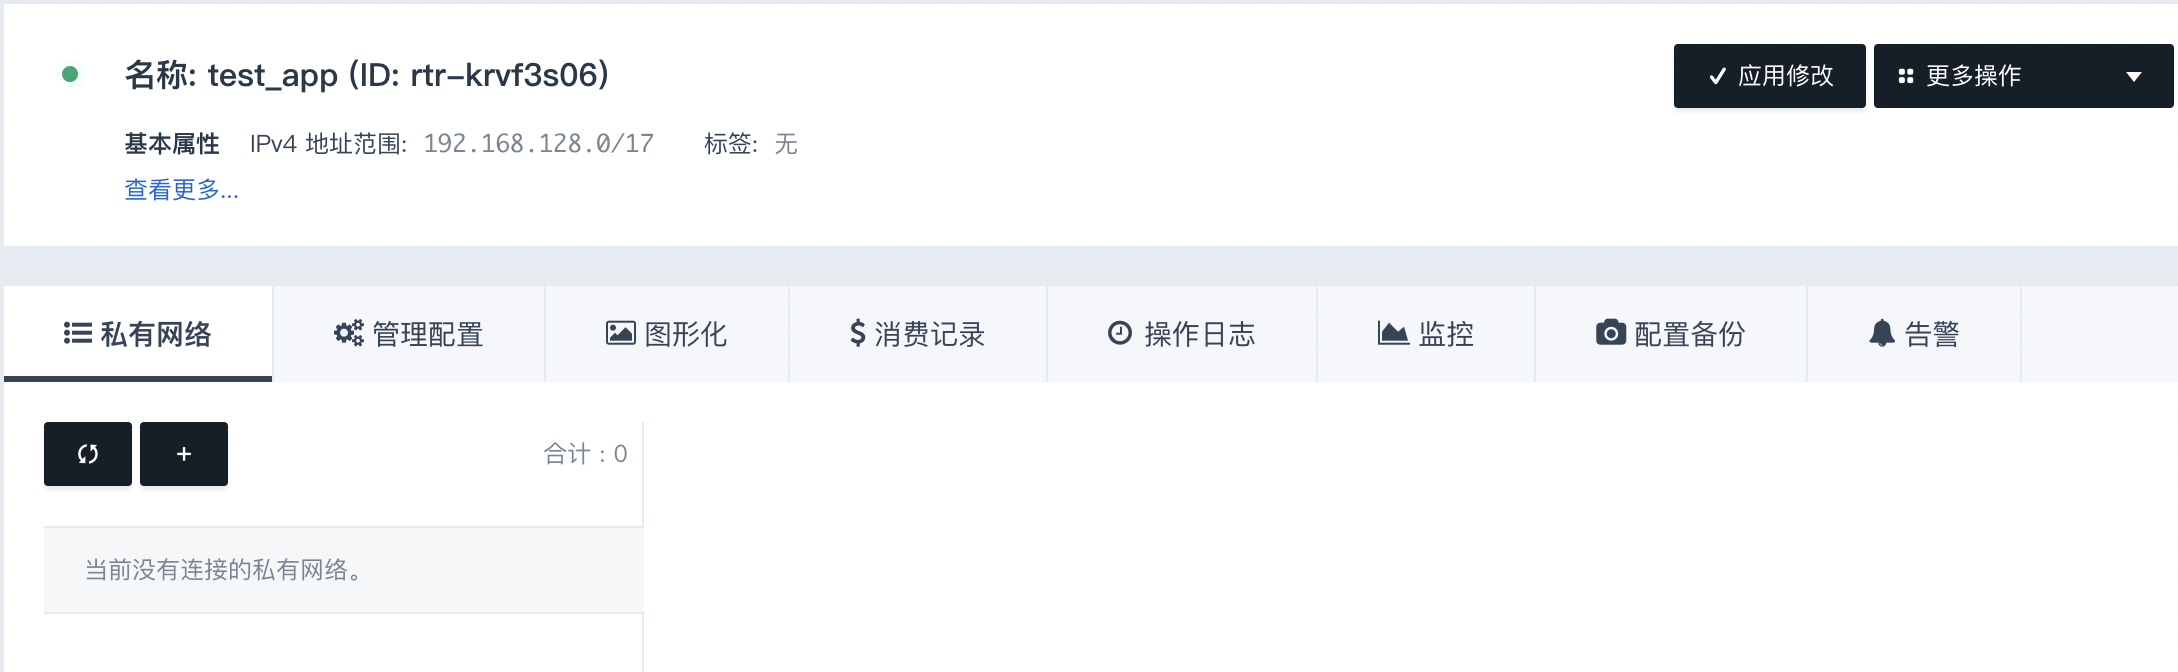 名称: test_app (ID: rtr-krvf3s06)
应用修改
更多操作
基本属性 IPv4 地址范围: 192.168.128.0/17 标签: 无
查看更多...
私有网络 管理配置 图形化 消费记录 操作日志 监控 配置备份 告警
合计 : 0
当前没有连接的私有网络。